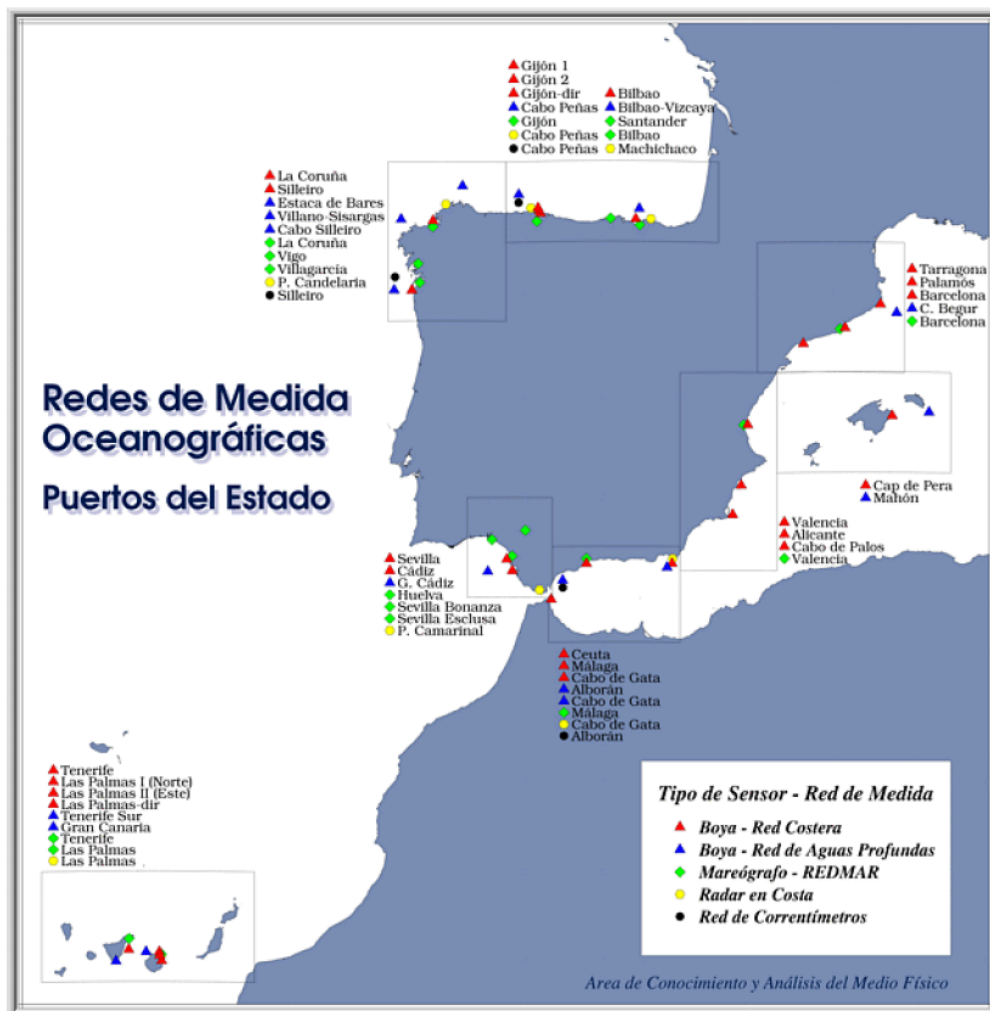 Gijón 1
Gijón 2
Gijón-dir
Cabo Peñas
Gijón
Cabo Peñas
Cabo Peñas
Bilbao
Bilbao-Vizcaya
Santander
Bilbao
Machichaco
La Coruña
Silleiro
Estaca de Bares
Villano-Sisargas
Cabo Silleiro
La Coruña
Vigo
Villagarcía
P. Candelaria
Silleiro
Tarragona
Palamós
Barcelona
C. Begur
Barcelona
Redes de Medida
Oceanográficas
Puertos del Estado
Cap de Pera
Mahón
Valencia
Alicante
Cabo de Palos
Valencia
Sevilla
Cádiz
G. Cádiz
Huelva
Sevilla Bonanza
Sevilla Esclusa
P. Camarinal
Ceuta
Málaga
Cabo de Gata
Alborán
Cabo de Gata
Málaga
Cabo de Gata
Alborán
Tenerife
Las Palmas I (Norte)
Las Palmas II (Este)
Las Palmas-dir
Tenerife Sur
Gran Canaria
Tenerife
Las Palmas
Las Palmas
Tipo de Sensor - Red de Medida
Boya - Red Costera
Boya - Red de Aguas Profundas
Mareógrafo - REDMAR
Radar en Costa
Red de Correntímetros
Area de Conocimiento y Análisis del Medio Físico